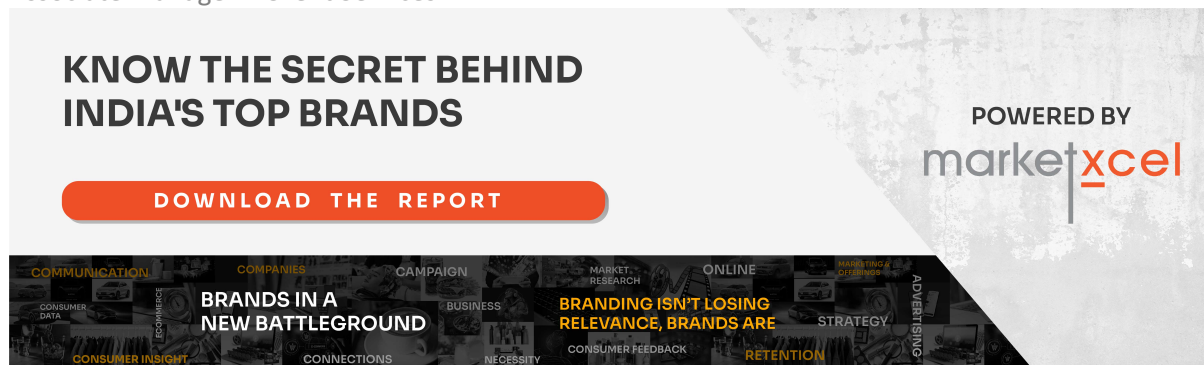 KNOW THE SECRET BEHIND
INDIA'S TOP BRANDS
DOWNLOAD THE REPORT
POWERED BY
marketxcel
COMMUNICATION
COMPANIES
CAMPAIGN
MARKET
RESEARCH
ONLINE
MARKETING &
OFFERINGS
CONSUMER
DATA
ECOMMERCE
BRANDS IN A
NEW BATTLEGROUND
BUSINESS
BRANDING ISN'T LOSING
RELEVANCE, BRANDS ARE
STRATEGY
ADVERTISING
CONSUMER INSIGHT
CONNECTIONS
NECESSITY
CONSUMER FEEDBACK
RETENTION